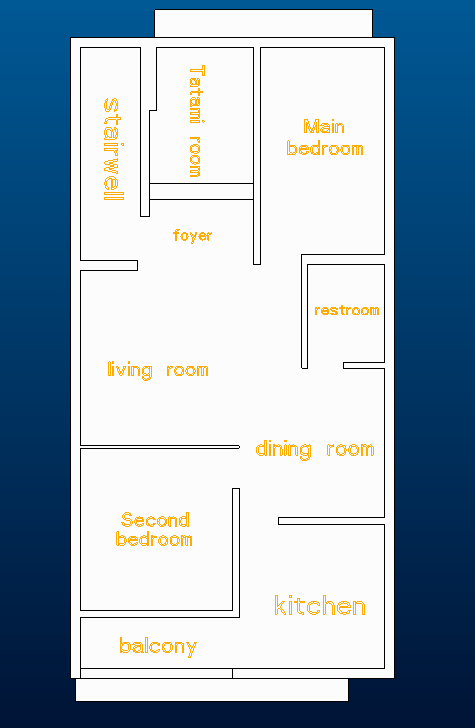 stairwell
Tatami room
Main
bedroom
foyer
restroom
living room
dining room
Second
bedroom
kitchen
balcony